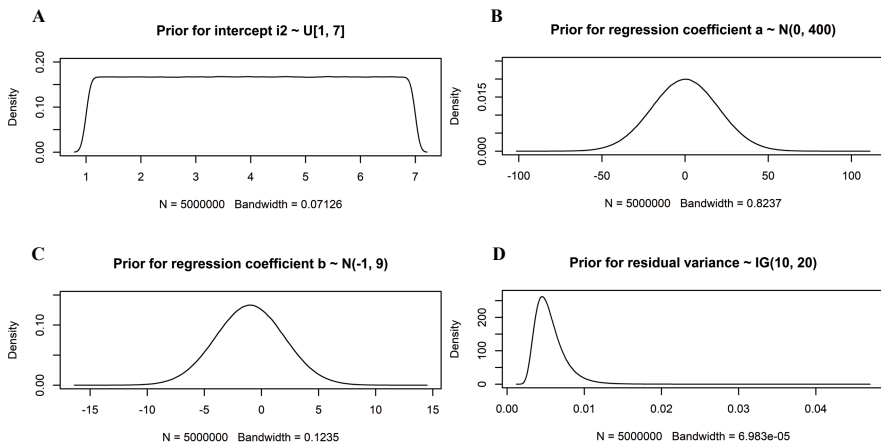 A
Prior for intercept i2 ~ U[1, 7]
Density
0.00 0.10 0.20
1 2 3 4 5 6 7
N = 5000000 Bandwidth = 0.07126
B
Prior for regression coefficient a ~ N(0, 400)
Density
0.000 0.015
-100 -50 0 50 100
N = 5000000 Bandwidth = 0.8237
C
Prior for regression coefficient b ~ N(-1, 9)
Density
0.00 0.10
-15 -10 -5 0 5 10 15
N = 5000000 Bandwidth = 0.1235
D
Prior for residual variance ~ IG(10, 20)
Density
0 100 200
0.00 0.01 0.02 0.03 0.04
N = 5000000 Bandwidth = 6.983e-05